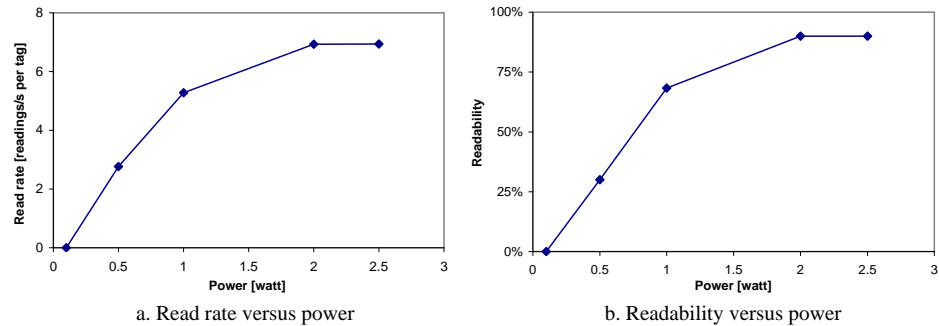 8
6
4
2
0
Read rate [readings/s per tag]
0 0.5 1 1.5 2 2.5 3
Power [watt]
a. Read rate versus power
100%
75%
50%
25%
0%
Readability
0 0.5 1 1.5 2 2.5 3
Power [watt]
b. Readability versus power